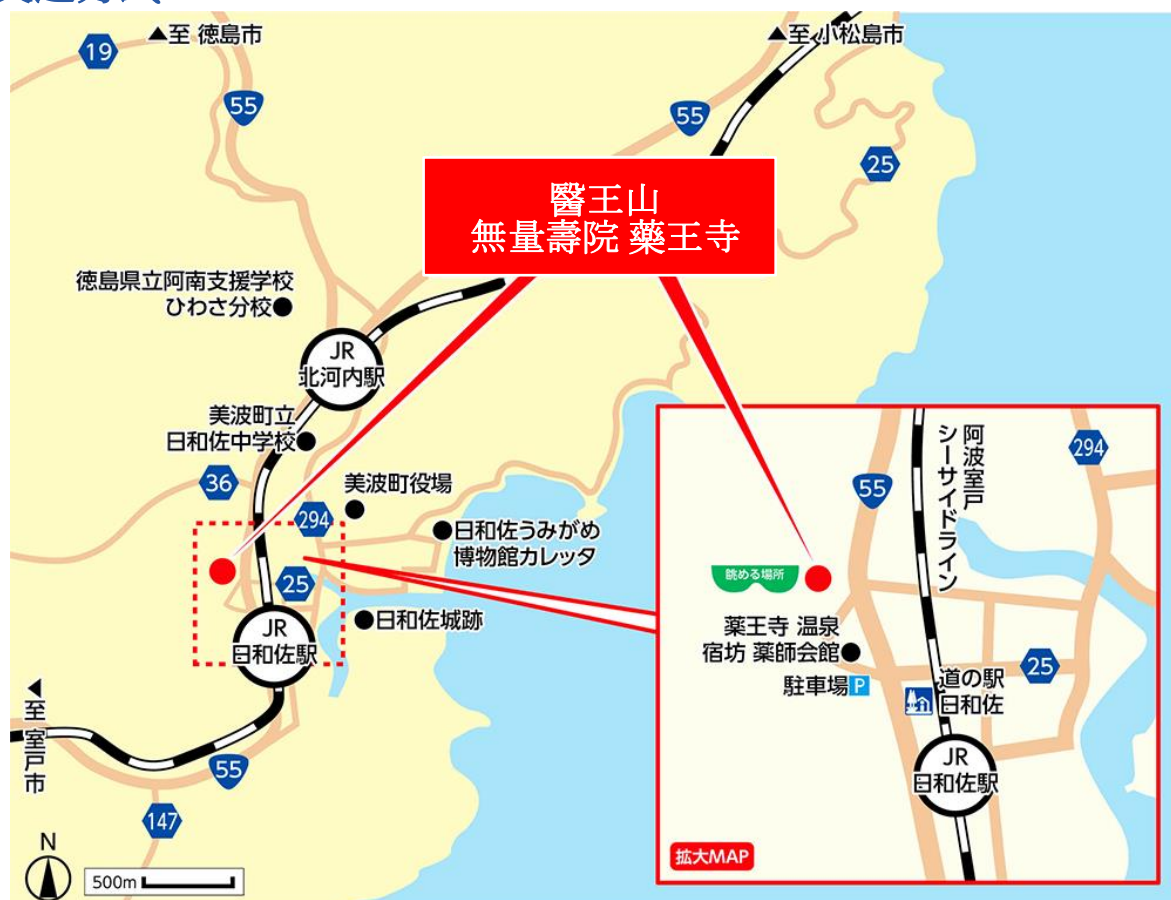 ▲至 徳島市
▲至 小松島市
19
55
55
25
醫王山
無量壽院 藥王寺
徳島県立阿南支援学校
ひわさ分校
JR
北河内駅
美波町立
日和佐中学校
36
美波町役場
294
日和佐うみがめ
博物館カレッタ
25
日和佐城跡
JR
日和佐駅
◀至 室戸市
55
147
N
500m
阿波室戸
シーサイドライン
294
55
眺める場所
薬王寺 温泉
宿坊 薬師会館
駐車場P
25
道の駅
日和佐
JR
日和佐駅
拡大MAP